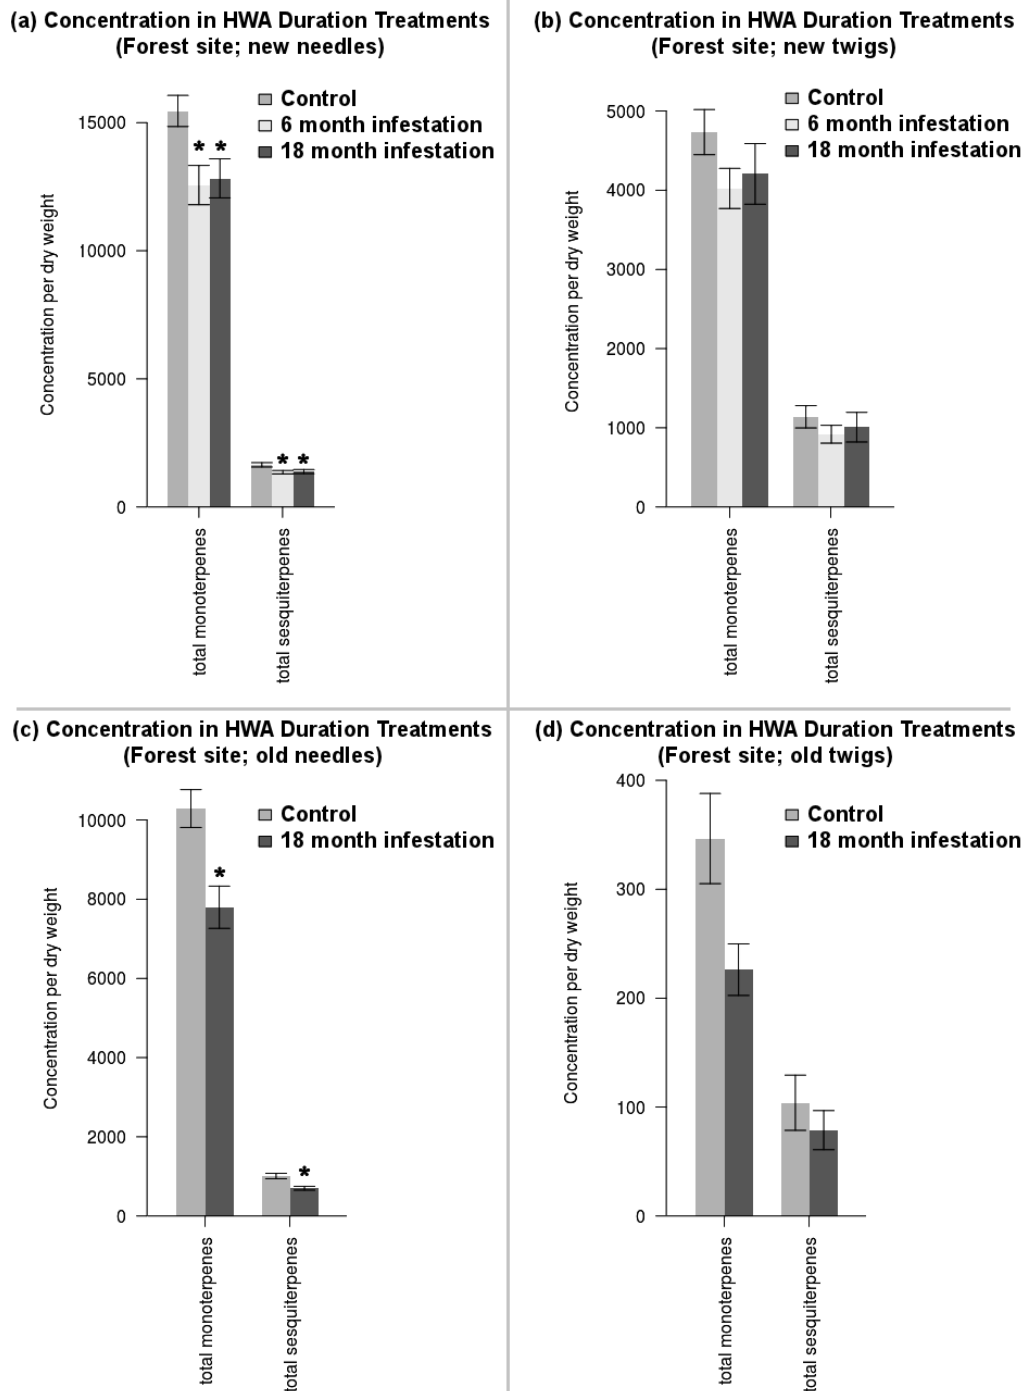 (a) Concentration in HWA Duration Treatments
(Forest site; new needles)
Control
6 month infestation
18 month infestation
Concentration per dry weight
15000
10000
5000
0
* *
* *
total monoterpenes
total sesquiterpenes
(b) Concentration in HWA Duration Treatments
(Forest site; new twigs)
Control
6 month infestation
18 month infestation
Concentration per dry weight
5000
4000
3000
2000
1000
0
total monoterpenes
total sesquiterpenes
(c) Concentration in HWA Duration Treatments
(Forest site; old needles)
Control
18 month infestation
Concentration per dry weight
10000
8000
6000
4000
2000
0
*
*
total monoterpenes
total sesquiterpenes
(d) Concentration in HWA Duration Treatments
(Forest site; old twigs)
Control
18 month infestation
Concentration per dry weight
400
300
200
100
0
total monoterpenes
total sesquiterpenes